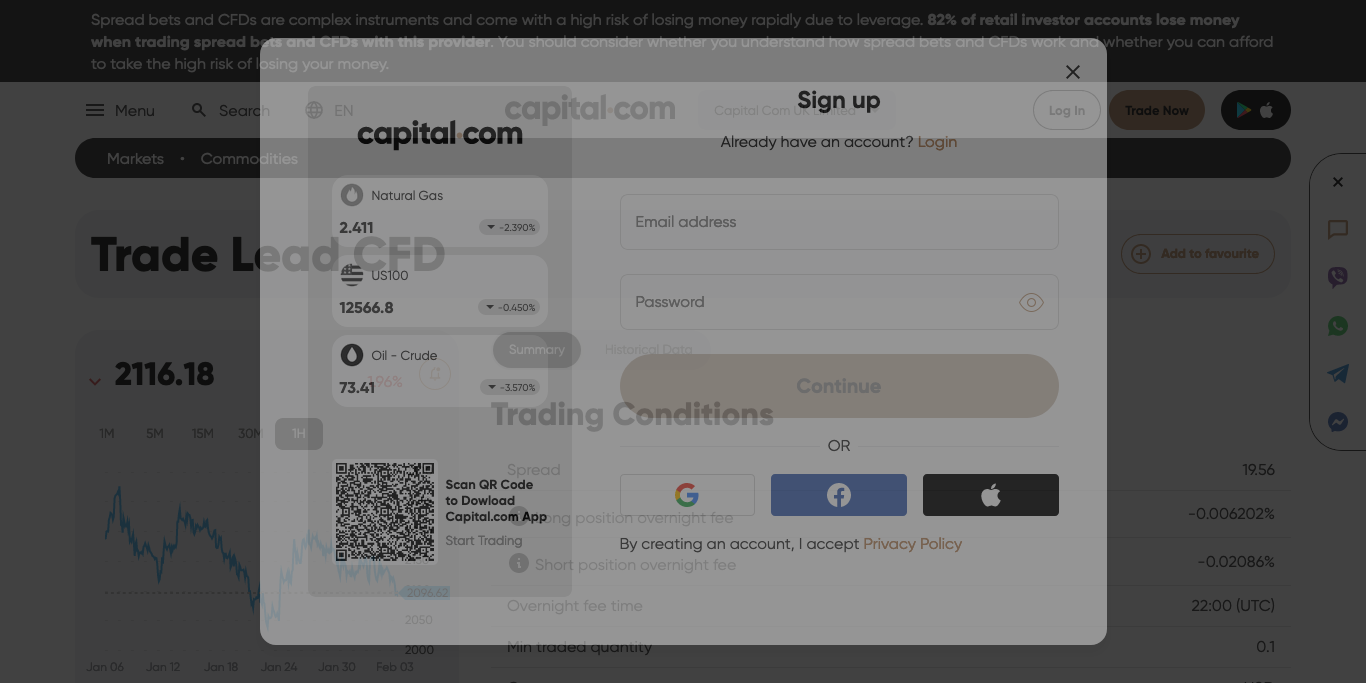 Spread bets and CFDs are complex instruments and come with a high risk of losing money rapidly due to leverage. 82% of retail investor accounts lose money
when trading spread bets and CFDs with this provider. You should consider whether you understand how spread bets and CFDs work and whether you can afford
to take the high risk of losing your money.
Menu
Search
EN
capital.com
Capital Com UK Limited
Log In
Trade Now
Markets • Commodities
Trade Lead CFD
Add to favourite
2116.18
1.96%
1M 5M 15M 30M 1H
2096.62
2050
2000
Jan 06 Jan 12 Jan 18 Jan 24 Jan 30 Feb 03
Summary
Historical Data
Trading Conditions
Spread 19.56
Long position overnight fee -0.006202%
Short position overnight fee -0.02086%
Overnight fee time 22:00 (UTC)
Min traded quantity 0.1
capital.com
Natural Gas
2.411 -2.390%
US100
12566.8 -0.450%
Oil - Crude
73.41 -3.570%
Scan QR Code
to Dowload
Capital.com App
Start Trading
Sign up
Already have an account? Login
Email address
Password
Continue
OR
By creating an account, I accept Privacy Policy